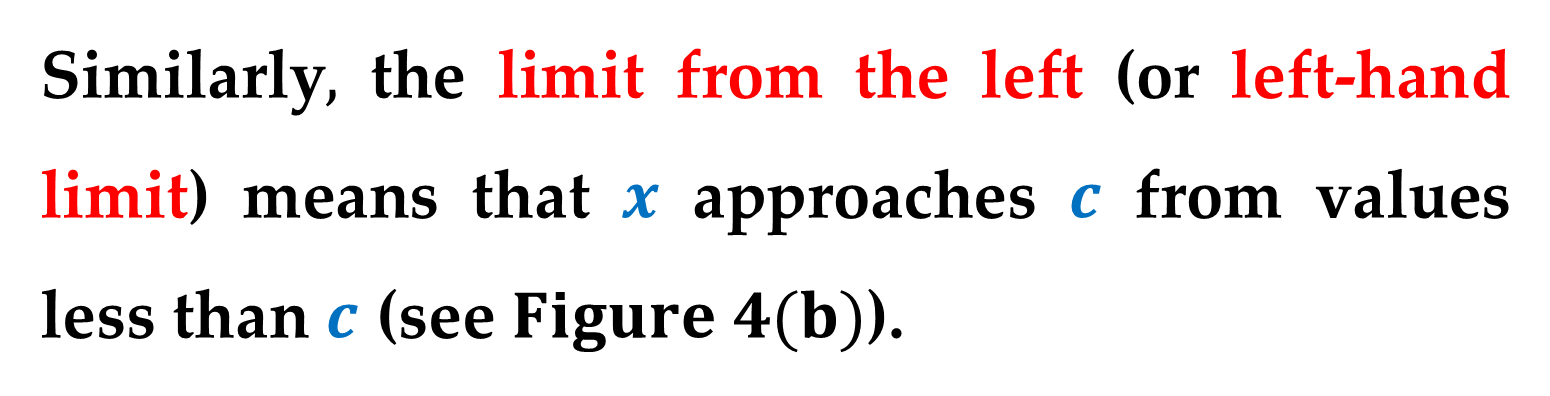 Similarly, the limit from the left (or left-hand
limit) means that x approaches c from values
less than c (see Figure 4(b)).